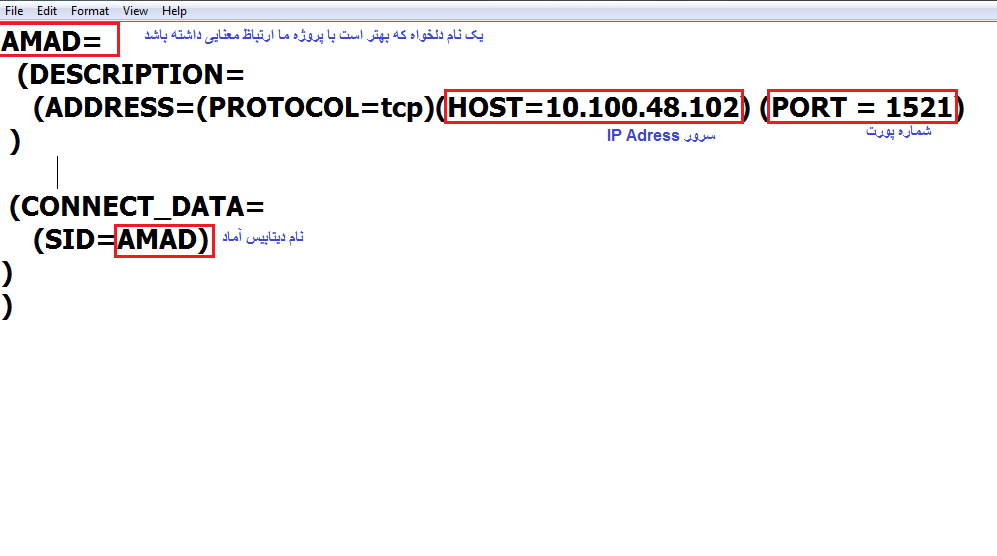 File Edit Format View Help
AMAD= یک نام دلخواه که بهتر است با پروژه ما ارتباظ معنایی داشته باشد
(DESCRIPTION=
(ADDRESS=(PROTOCOL=tcp)(HOST=10.100.48.102) (PORT = 1521)
)
سرور IP Adress شماره پورت
(CONNECT_DATA=
(SID=AMAD) نام دیتابیس آماد
)
)